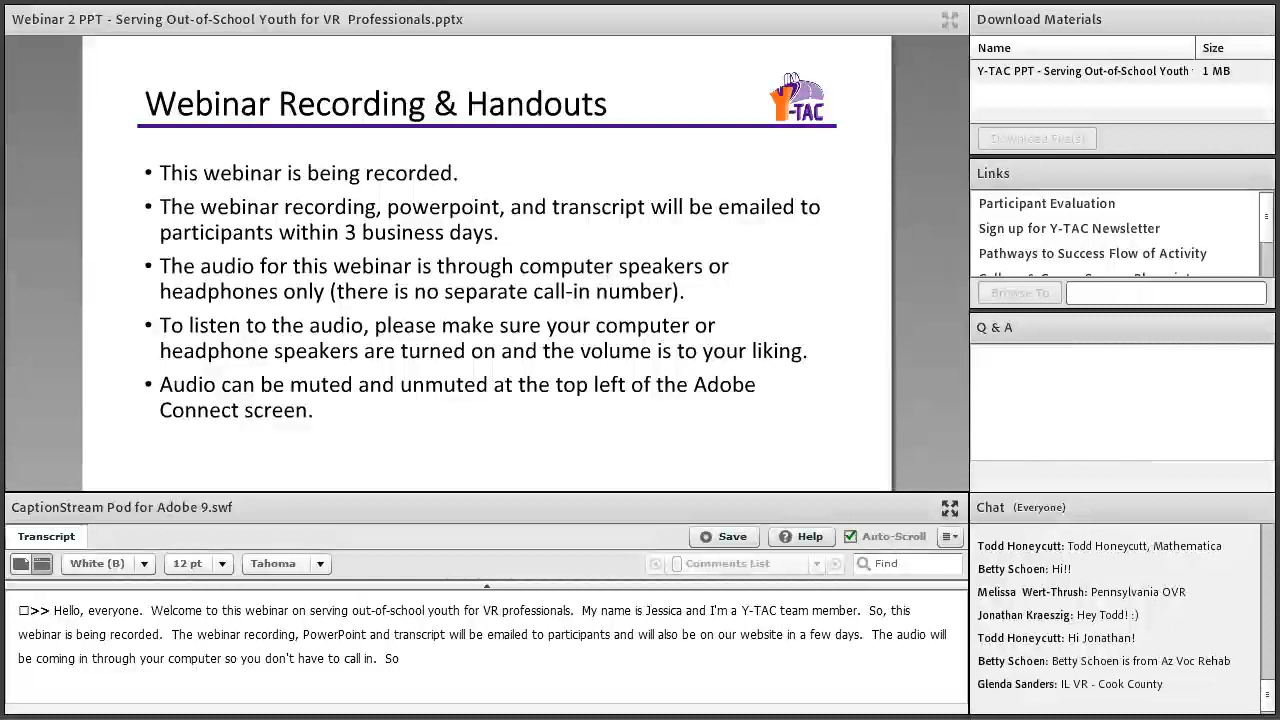 Webinar 2 PPT - Serving Out-of-School Youth for VR  Professionals.pptx
Webinar Recording & Handouts
Y-TAC
• This webinar is being recorded.
• The webinar recording, powerpoint, and transcript will be emailed to
participants within 3 business days.
• The audio for this webinar is through computer speakers or
headphones only (there is no separate call-in number).
• To listen to the audio, please make sure your computer or
headphone speakers are turned on and the volume is to your liking.
• Audio can be muted and unmuted at the top left of the Adobe
Connect screen.
CaptionStream Pod for Adobe 9.swf
Transcript
Save
Help
Auto-Scroll
White (B)
12 pt
Tahoma
Comments List
Find
>> Hello, everyone.  Welcome to this webinar on serving out-of-school youth for VR professionals.  My name is Jessica and I'm a Y-TAC team member.  So, this
webinar is being recorded.  The webinar recording, PowerPoint and transcript will be emailed to participants and will also be on our website in a few days.  The audio will
be coming in through your computer so you don't have to call in.  So
Download Materials
Name Size
Y-TAC PPT - Serving Out-of-School Youth 1 MB
Download File(s)
Links
Participant Evaluation
Sign up for Y-TAC Newsletter
Pathways to Success Flow of Activity
Browse To
Q & A
Chat (Everyone)
Todd Honeycutt: Todd Honeycutt, Mathematica
Betty Schoen: Hi!!
Melissa Wert-Thrush: Pennsylvania OVR
Jonathan Kraeszig: Hey Todd! :)
Todd Honeycutt: Hi Jonathan!
Betty Schoen: Betty Schoen is from Az Voc Rehab
Glenda Sanders: IL VR - Cook County